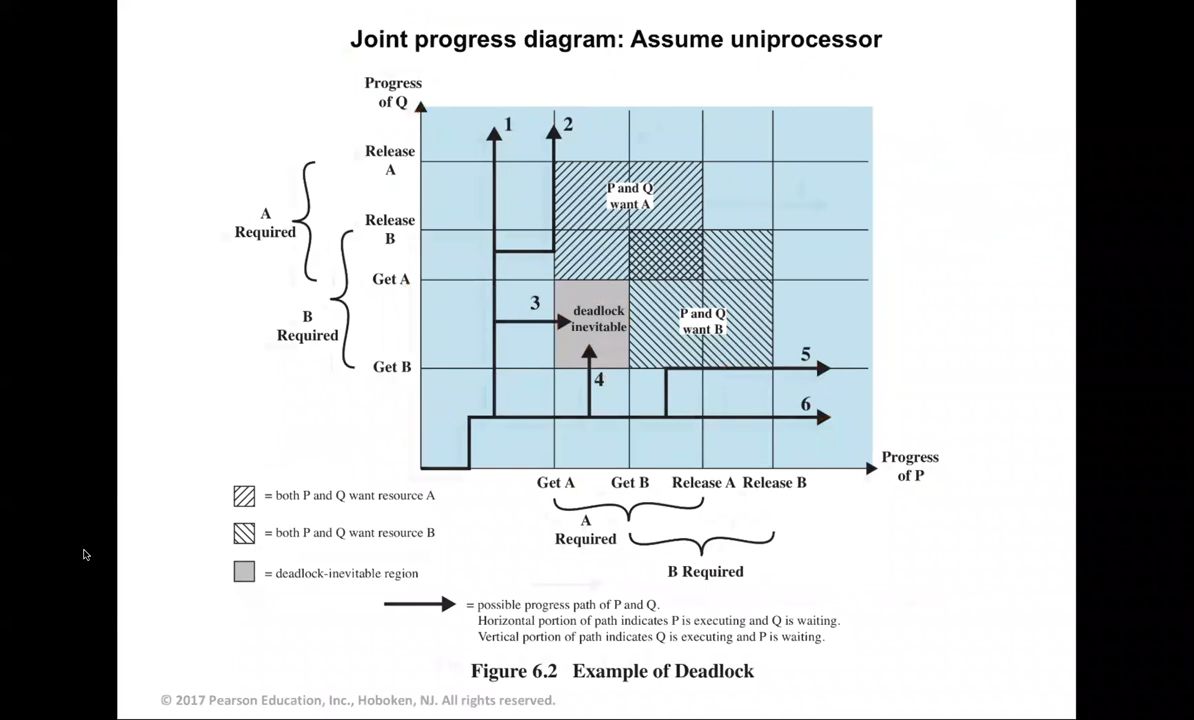 Joint progress diagram: Assume uniprocessor
Progress
of Q
1
2
Release
A
P and Q
want A
A
Required
Release
B
Get A
3
deadlock
inevitable
P and Q
want B
B
Required
5
Get B
4
6
Progress
of P
Get A Get B Release A Release B
A
Required
B Required
= both P and Q want resource A
= both P and Q want resource B
= deadlock-inevitable region
= possible progress path of P and Q.
Horizontal portion of path indicates P is executing and Q is waiting.
Vertical portion of path indicates Q is executing and P is waiting.
Figure 6.2 Example of Deadlock
© 2017 Pearson Education, Inc., Hoboken, NJ. All rights reserved.